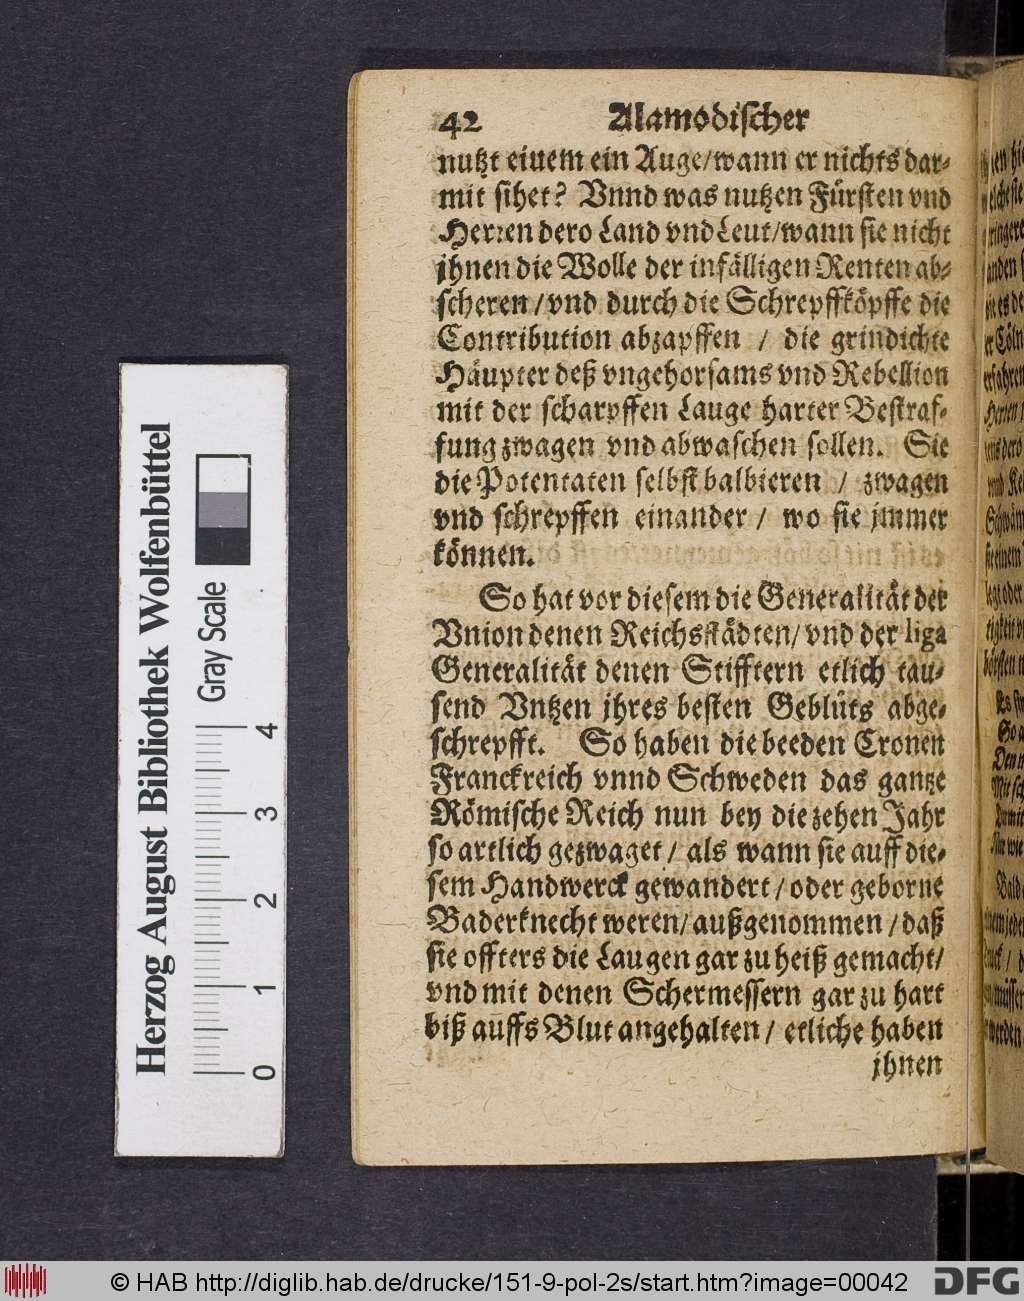 42 Alamodischer
nutzt eiuem ein Auge/wann er nichts dar-
mit sihet? Vnnd was nutzen Fürsten vnd
Herren dero Land vnd Leut/wann sie nicht
jhnen die Wolle der infälligen Renten ab-
scheren/vnd durch die Schrepffköpffe die
Contribution abzapffen / die grindichte
Häupter deß vngehorsams vnd Rebellion
mit der scharpffen Lauge harter Bestraf-
fung zwagen vnd abwaschen sollen. Sie
die Potentaten selbst balbieren / zwagen
vnd schrepffen einander / wo sie jmmer
können.
So hat vor diesem die Generalität der
Vnion denen Reichsstädten/vnd der liga
Generalität denen Stifftern etlich tau-
send Vntzen jhres besten Geblüts abge-
schrepfft. So haben die beeden Cronen
Franckreich vnnd Schweden das gantze
Römische Reich nun bey die zehen Jahr
so artlich gezwaget / als wann sie auff die-
sem Handwerck gewandert / oder geborne
Baderknecht weren/außgenommen / daß
sie offters die Laugen gar zu heiß gemacht/
vnd mit denen Schermessern gar zu hart
biß auffs Blut angehalten / etliche haben
jhnen
Herzog August Bibliothek Wolfenbüttel
Gray Scale
0 1 2 3 4
© HAB http://diglib.hab.de/drucke/151-9-pol-2s/start.htm?image=00042
DFG